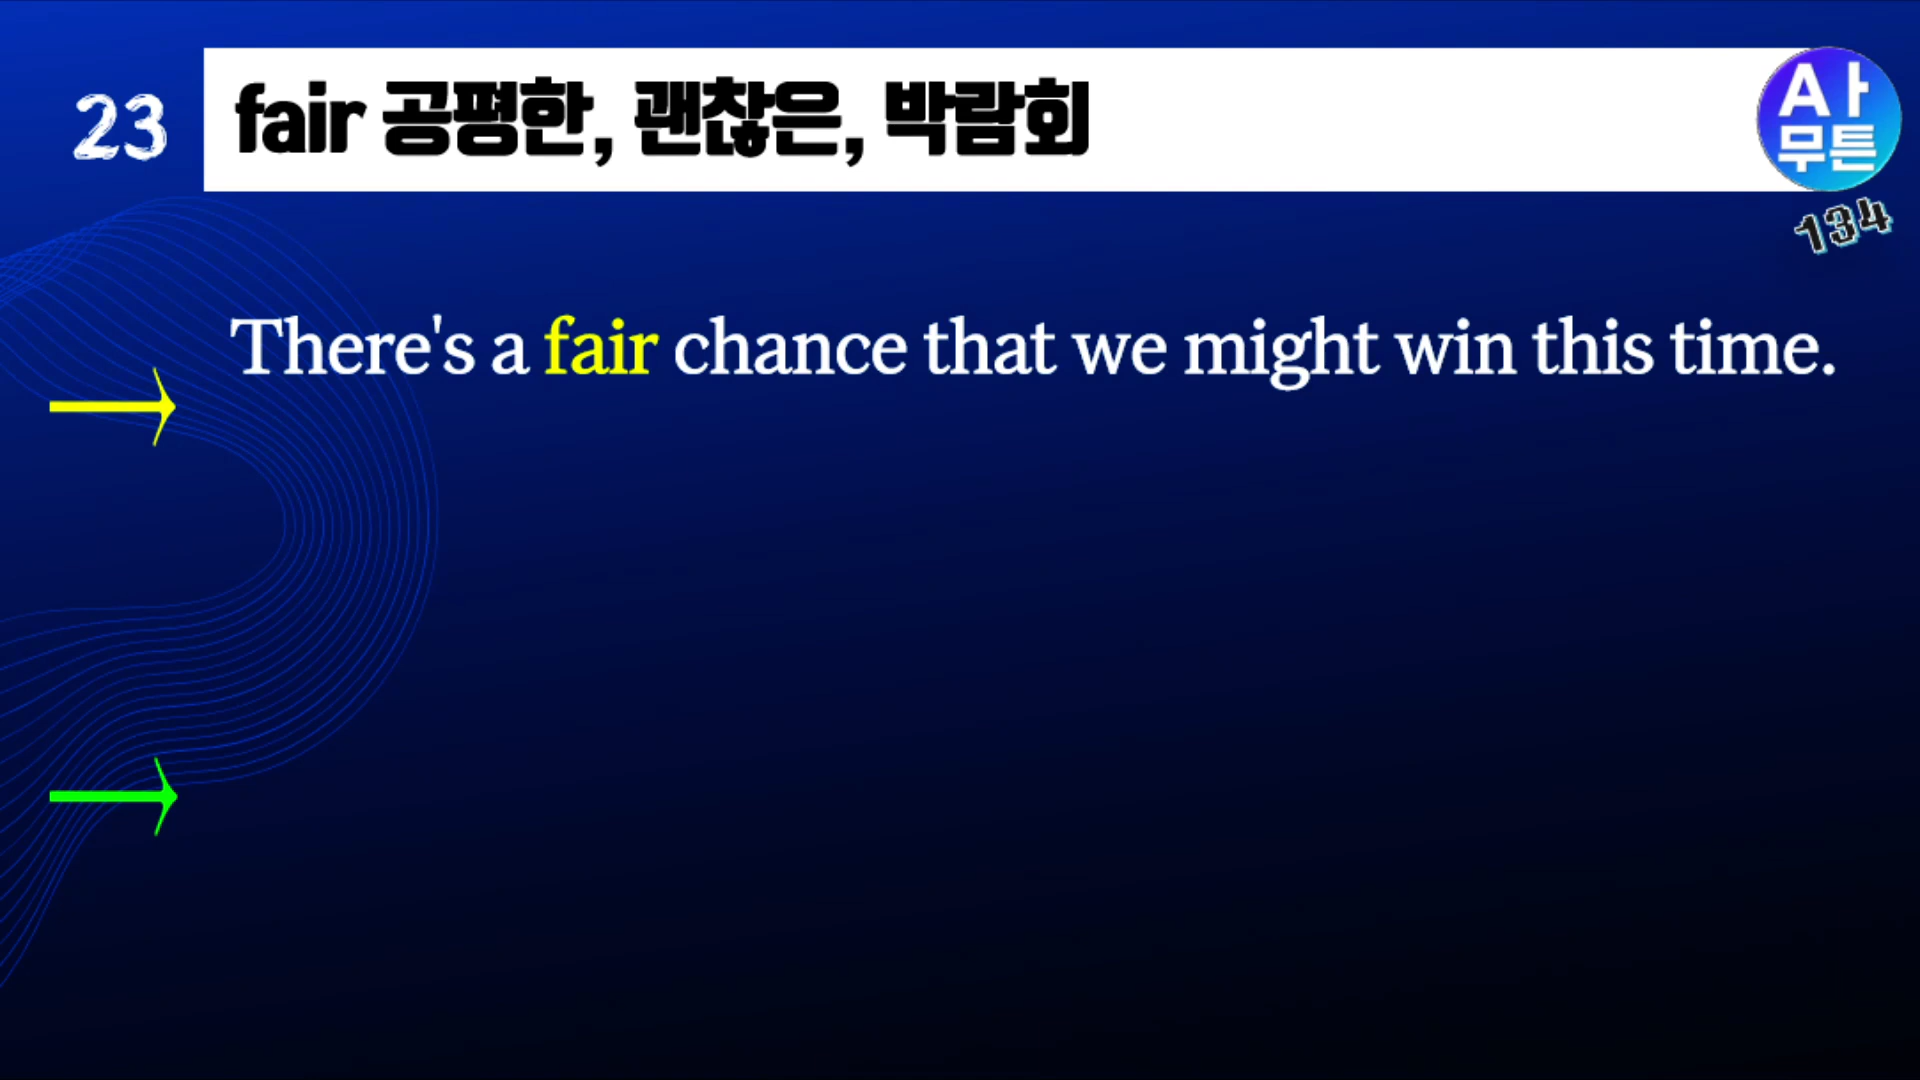 23
fair 공평한, 괜찮은, 박람회
사
무튼
134
There's a fair chance that we might win this time.